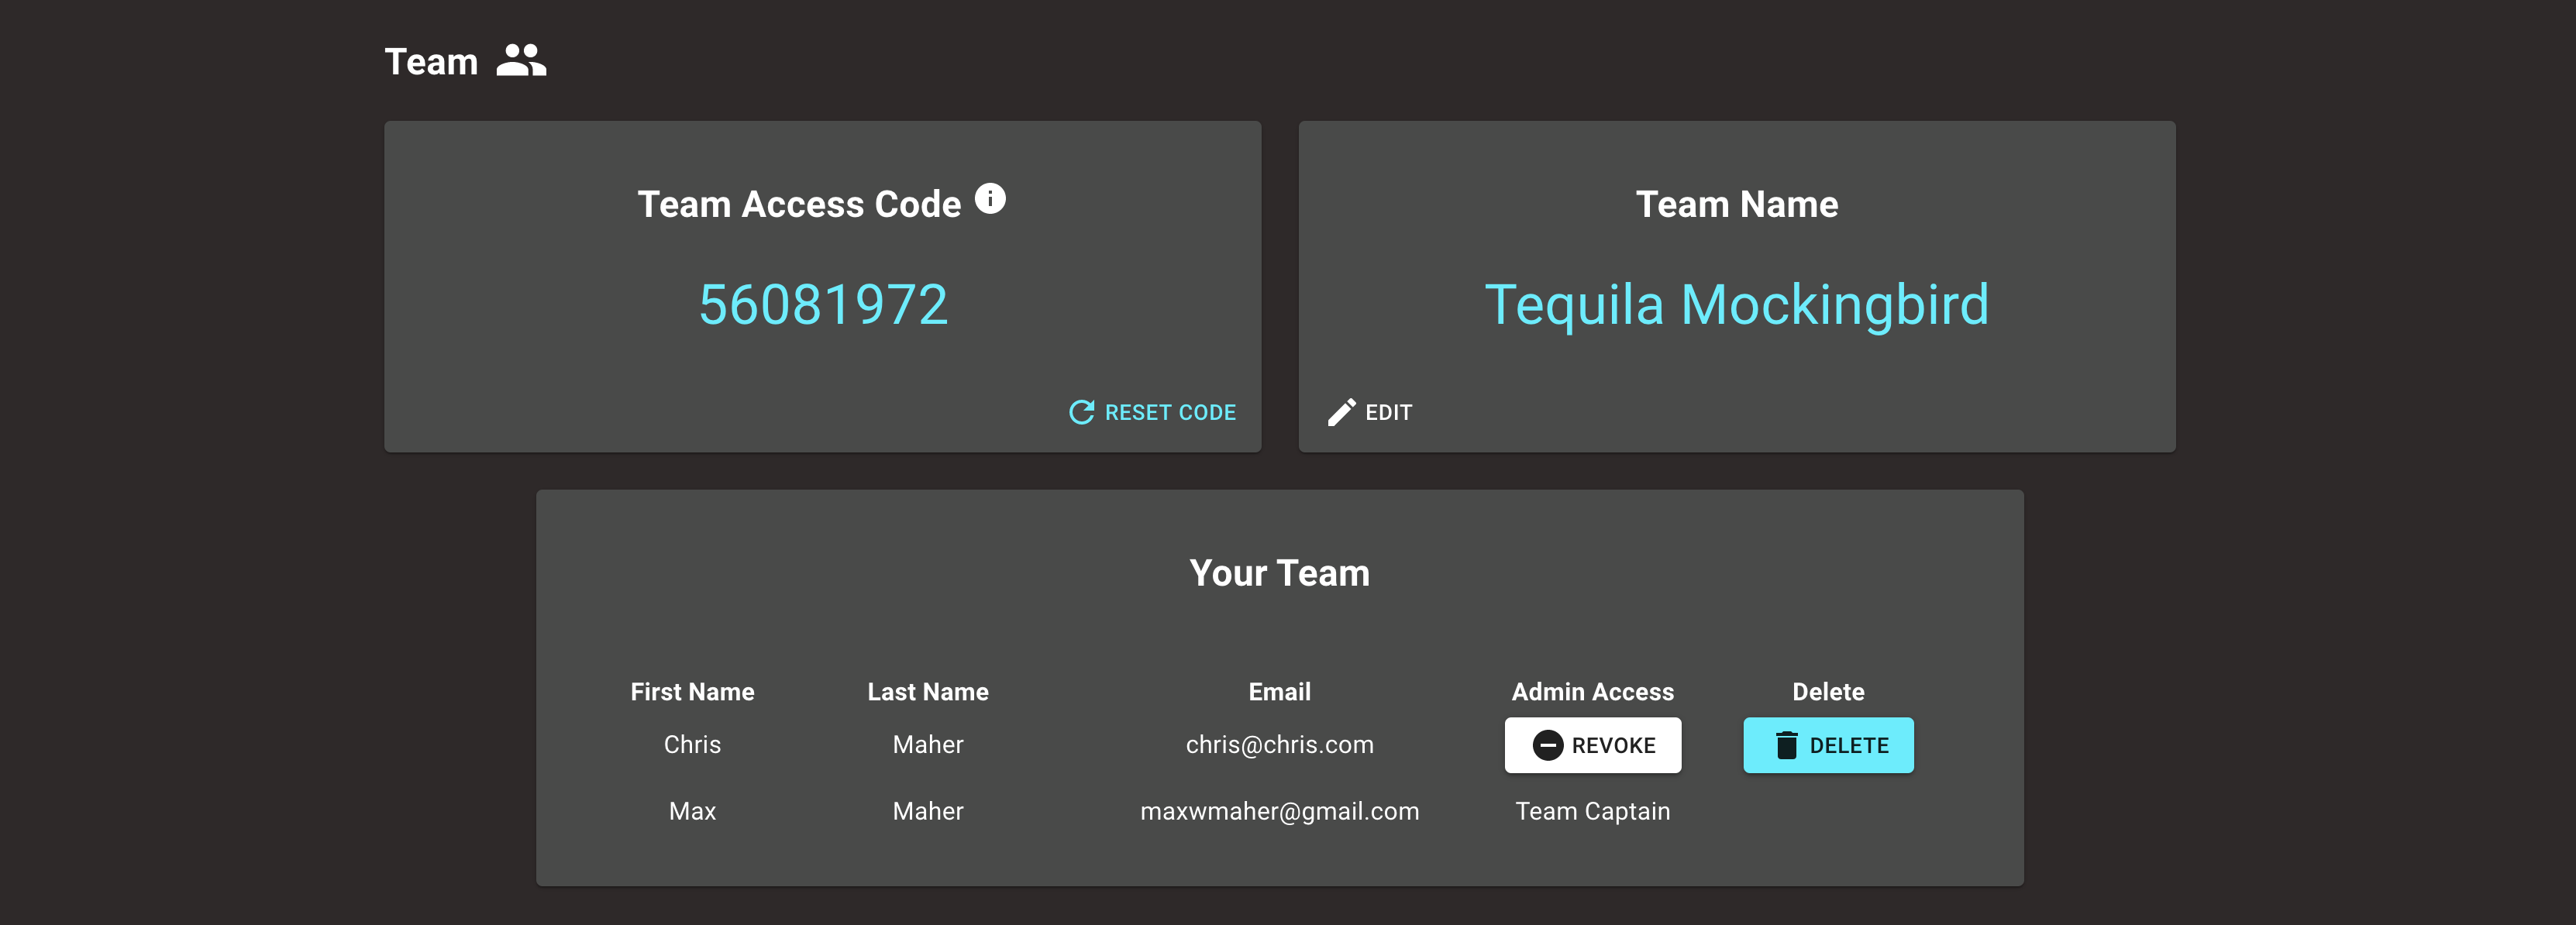 Team
Team Access Code
56081972
RESET CODE
Team Name
Tequila Mockingbird
EDIT
Your Team
First Name Last Name Email Admin Access Delete
Chris Maher chris@chris.com REVOKE DELETE
Max Maher maxwmaher@gmail.com Team Captain